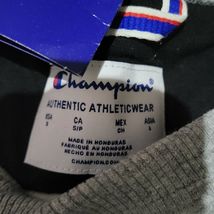 Champion
AUTHENTIC ATHLETICWEAR
USA CA MEX ASIA
S S/P CH
MADE IN HONDURAS
FABRIQUÉ AU HONDURAS
HECHO EN HONDURAS
CHAMPION.COM